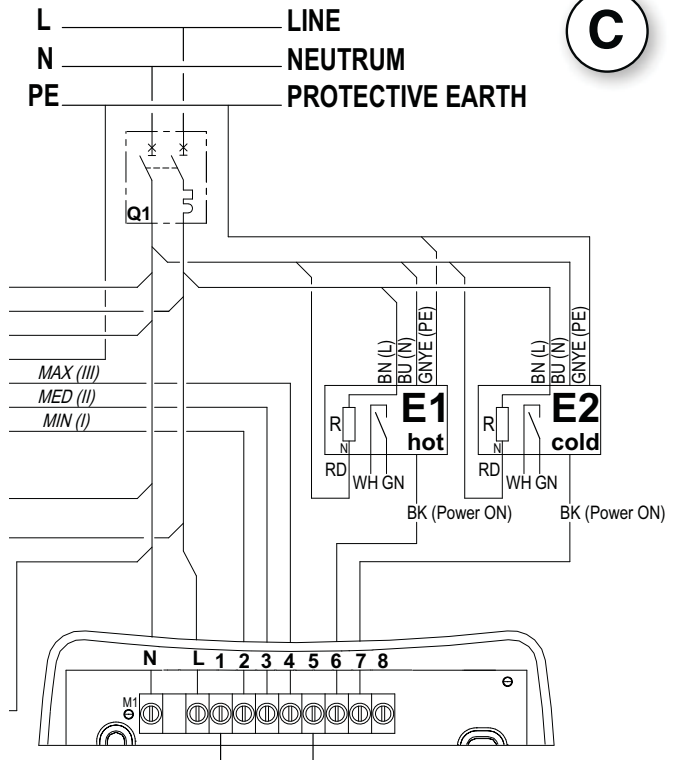 C
L LINE
N NEUTRUM
PE PROTECTIVE EARTH
Q1
MAX (III)
MED (II)
MIN (I)
BN (L)
BU (N)
GNYE (PE)
BN (L)
BU (N)
GNYE (PE)
R E1
N hot
R E2
N cold
RD WH GN
RD WH GN
BK (Power ON)
BK (Power ON)
N L 1 2 3 4 5 6 7 8
M1